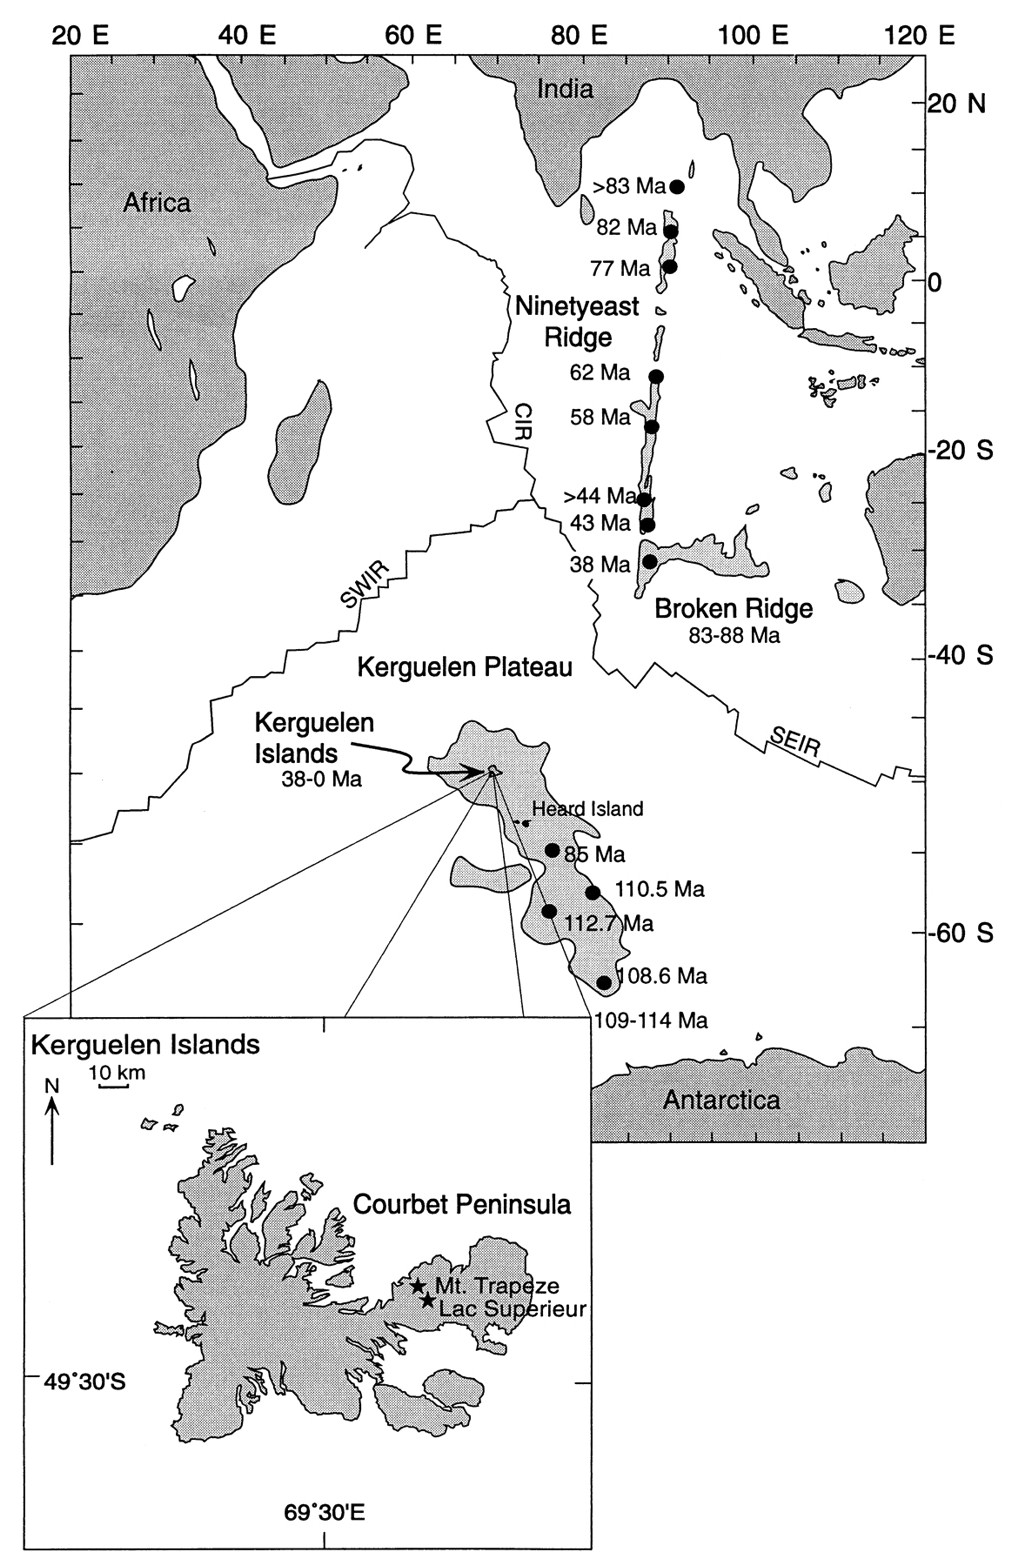 20 E 40 E 60 E 80 E 100 E 120 E
India
20 N
>83 Ma
Africa
82 Ma
77 Ma
0
Ninetyeast
Ridge
62 Ma
58 Ma
CIR
-20 S
>44 Ma
43 Ma
38 Ma
SWIR
Broken Ridge
83-88 Ma
-40 S
Kerguelen Plateau
Kerguelen
Islands
38-0 Ma
SEIR
Heard Island
85 Ma
110.5 Ma
112.7 Ma
-60 S
108.6 Ma
109-114 Ma
Antarctica
Kerguelen Islands
10 km
N
Courbet Peninsula
Mt. Trapeze
Lac Superieur
49°30'S
69°30'E